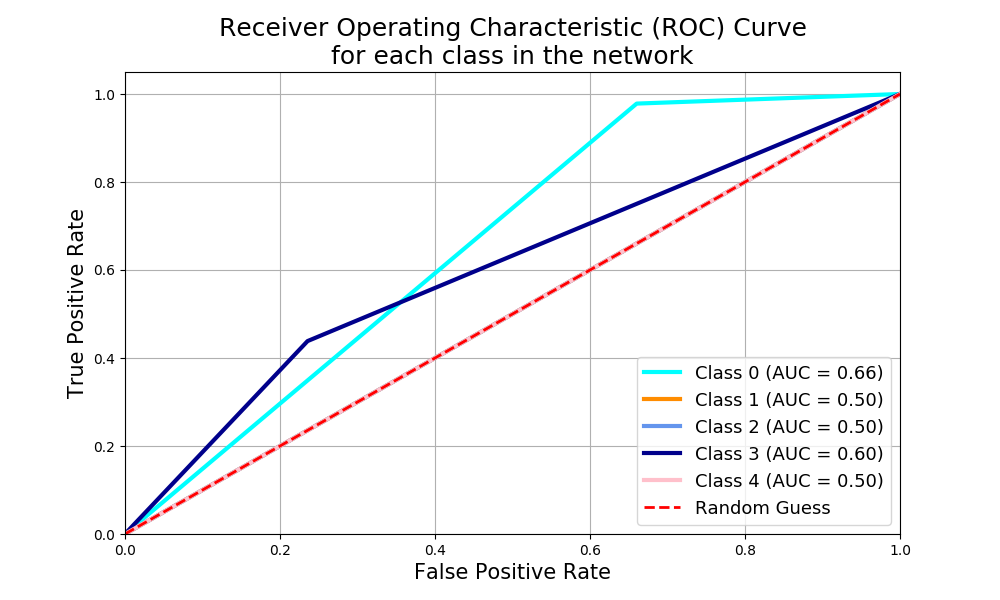 Receiver Operating Characteristic (ROC) Curve
for each class in the network
True Positive Rate
1.0
0.8
0.6
0.4
0.2
0.0
0.0
0.2
0.4
0.6
0.8
1.0
False Positive Rate
Class 0 (AUC = 0.66)
Class 1 (AUC = 0.50)
Class 2 (AUC = 0.50)
Class 3 (AUC = 0.60)
Class 4 (AUC = 0.50)
Random Guess